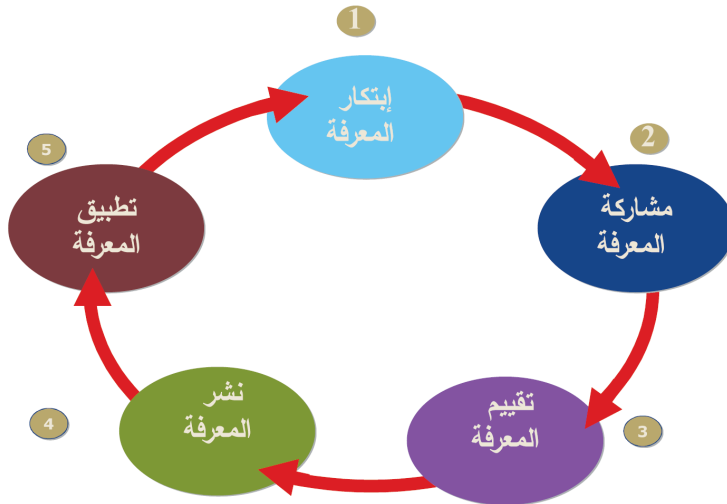 1
إبتكار
المعرفة
2
مشاركة
المعرفة
3
تقييم
المعرفة
4
نشر
المعرفة
5
تطبيق
المعرفة